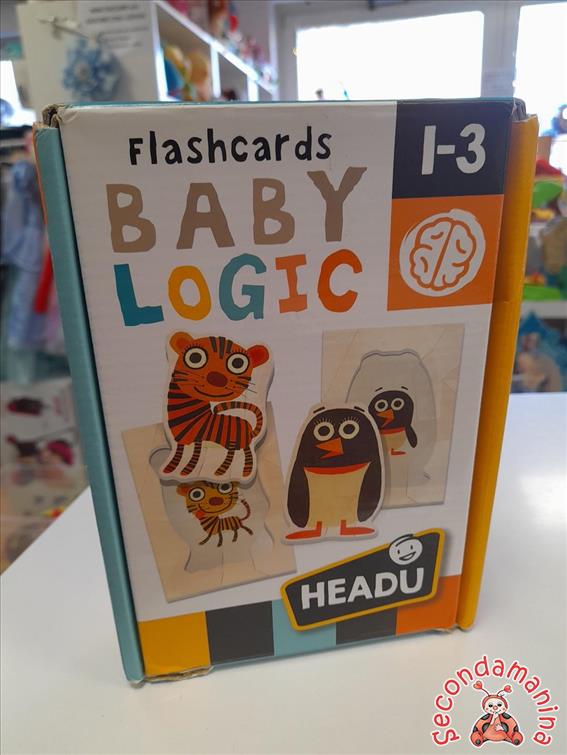 Flashcards
1-3
BABY
LOGIC
HEADU
Secondamanina